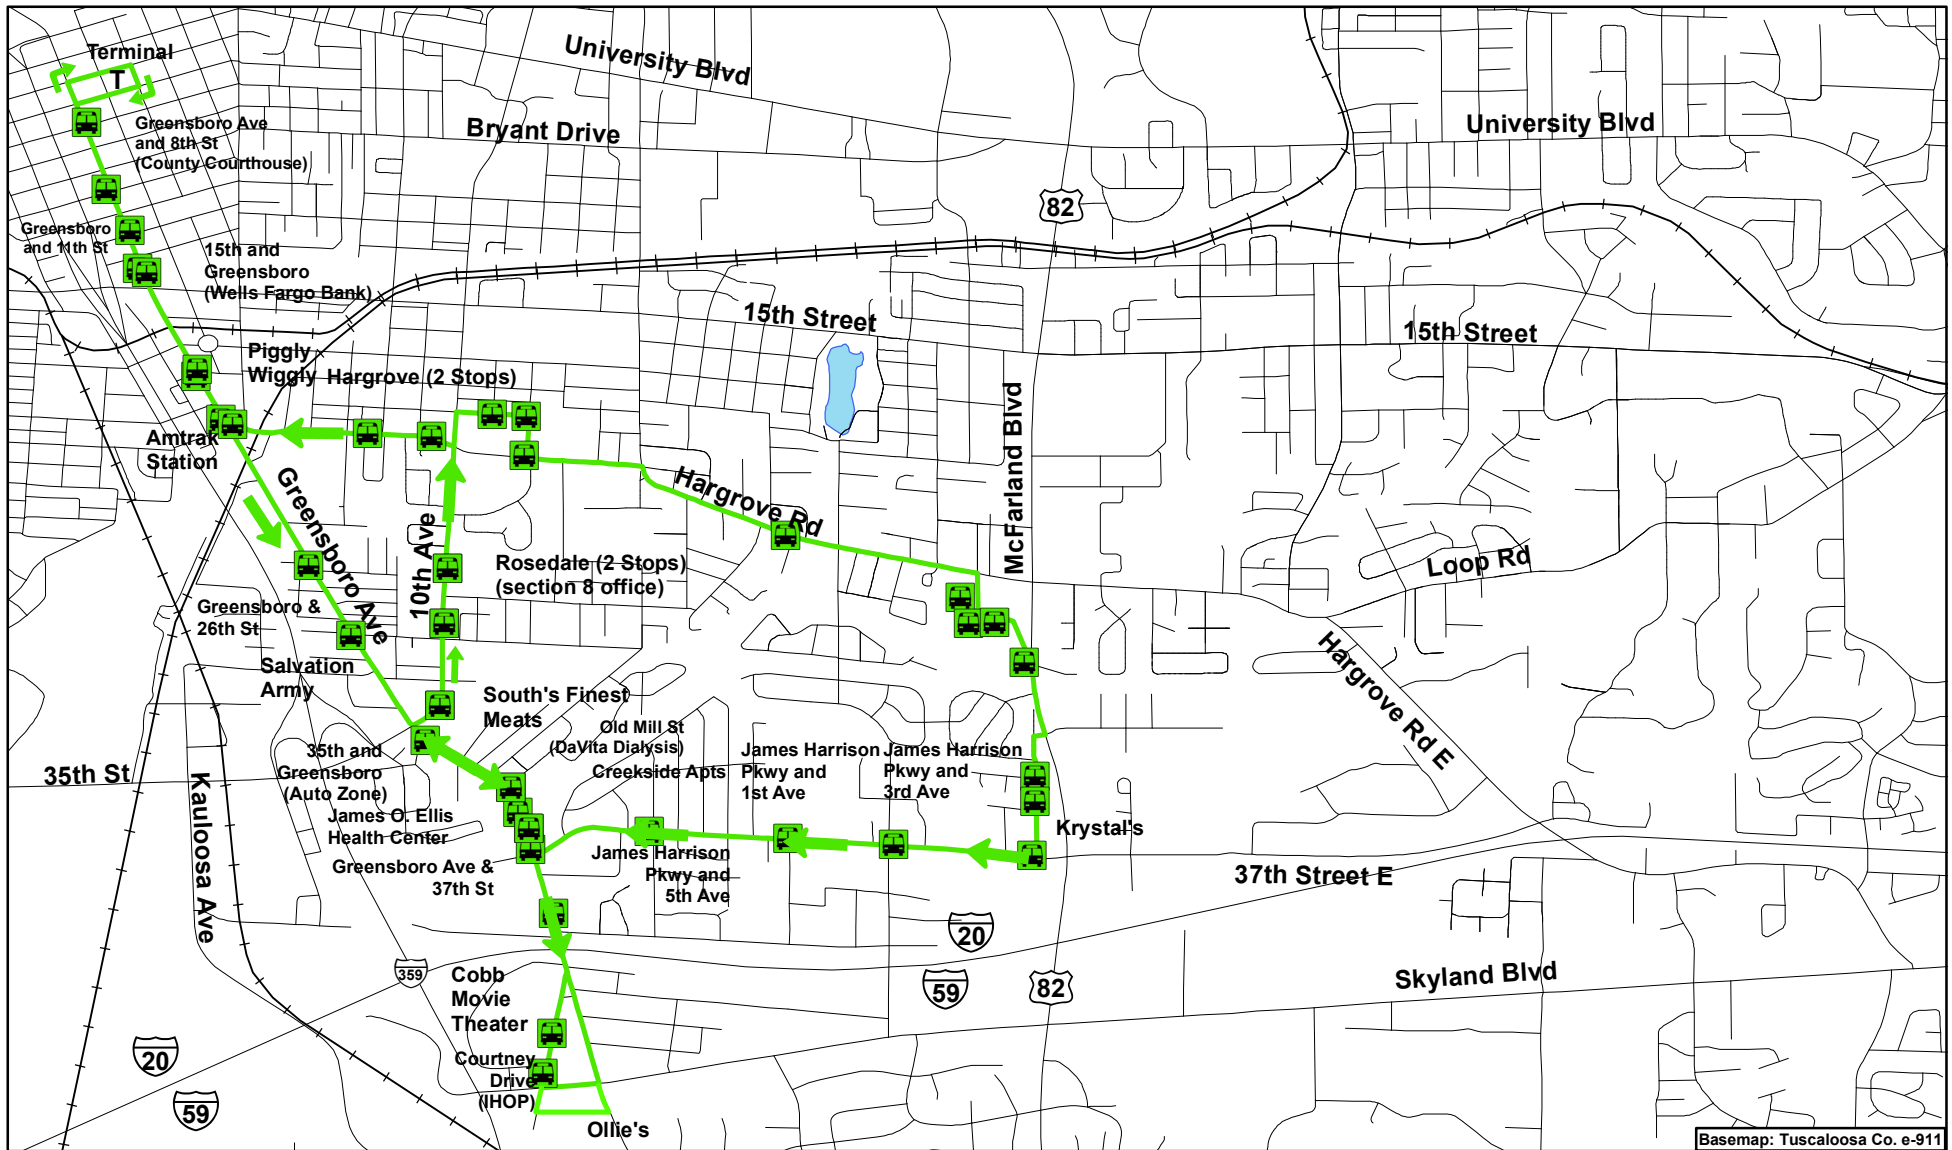 Terminal
T
University Blvd
Greensboro Ave
and 8th St
(County Courthouse)
Bryant Drive
University Blvd
82
Greensboro
and 11th St
15th and
Greensboro
(Wells Fargo Bank)
15th Street
15th Street
Piggly
Wiggly
Hargrove (2 Stops)
McFarland Blvd
Amtrak
Station
Greensboro Ave
Hargrove Rd
10th Ave
Rosedale (2 Stops)
(section 8 office)
Loop Rd
Greensboro &
26th St
Hargrove Rd E
Salvation
Army
South's Finest
Meats
Old Mill St
(DaVita Dialysis)
35th St
Kauloosa Ave
35th and
Greensboro
(Auto Zone)
Creekside Apts
James Harrison
Pkwy and
1st Ave
James Harrison
Pkwy and
3rd Ave
James O. Ellis
Health Center
Krystal's
Greensboro Ave &
37th St
James Harrison
Pkwy and
5th Ave
37th Street E
20
359
Cobb
Movie
Theater
59
82
Skyland Blvd
20
Courtney
Drive
(IHOP)
59
Ollie's
Basemap: Tuscaloosa Co. e-911